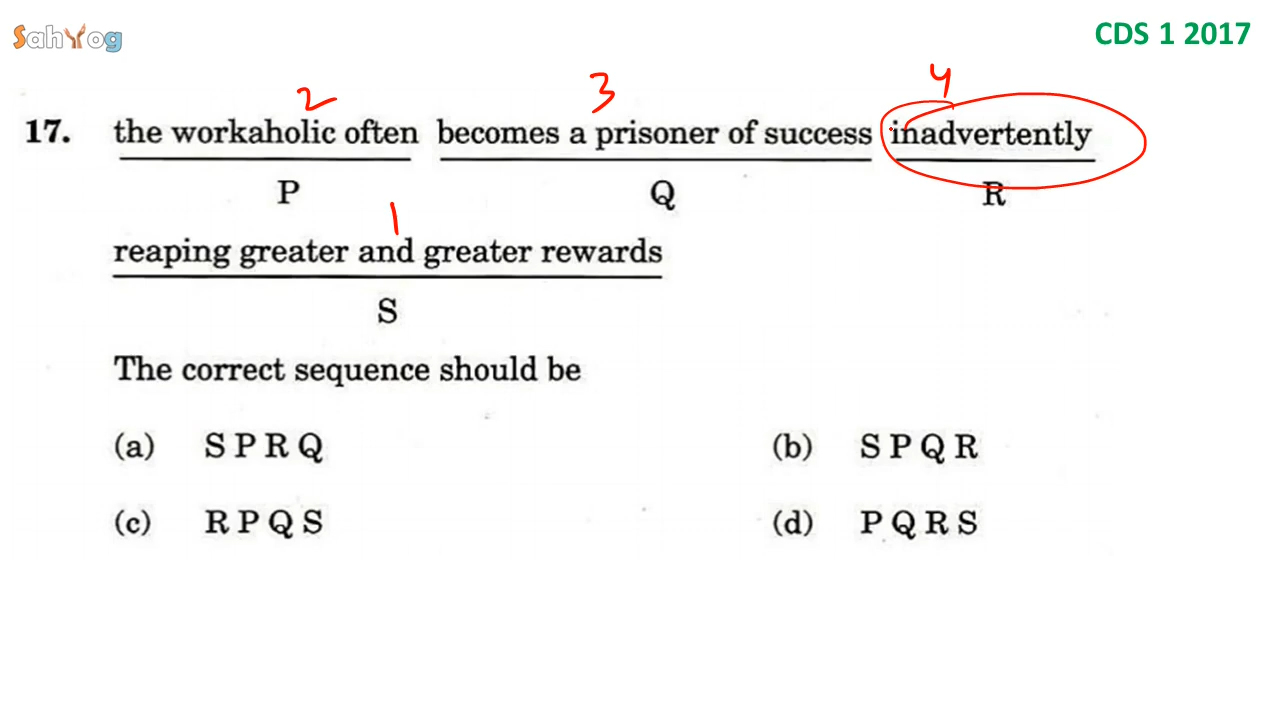 SahYog
CDS 1 2017
2 3 4
17. the workaholic often becomes a prisoner of success inadvertently
P Q R
1
reaping greater and greater rewards
S
The correct sequence should be
(a) S P R Q (b) S P Q R
(c) R P Q S (d) P Q R S